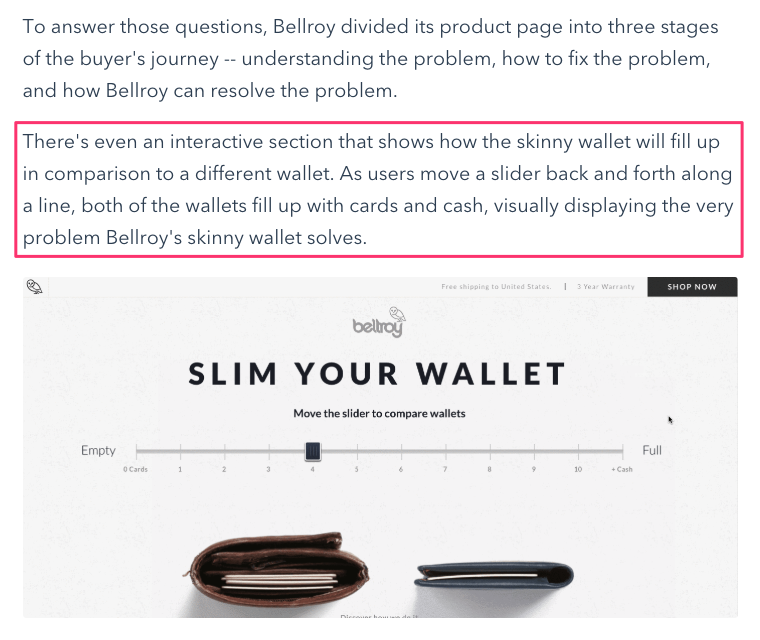 To answer those questions, Bellroy divided its product page into three stages
of the buyer's journey -- understanding the problem, how to fix the problem,
and how Bellroy can resolve the problem.
There's even an interactive section that shows how the skinny wallet will fill up
in comparison to a different wallet. As users move a slider back and forth along
a line, both of the wallets fill up with cards and cash, visually displaying the very
problem Bellroy's skinny wallet solves.
Free shipping to United States. | 3 Year Warranty SHOP NOW
bellroy
SLIM YOUR WALLET
Move the slider to compare wallets
Empty Full
0 Cards 1 2 3 4 5 6 7 8 9 10 + Cash
Discount how we do it